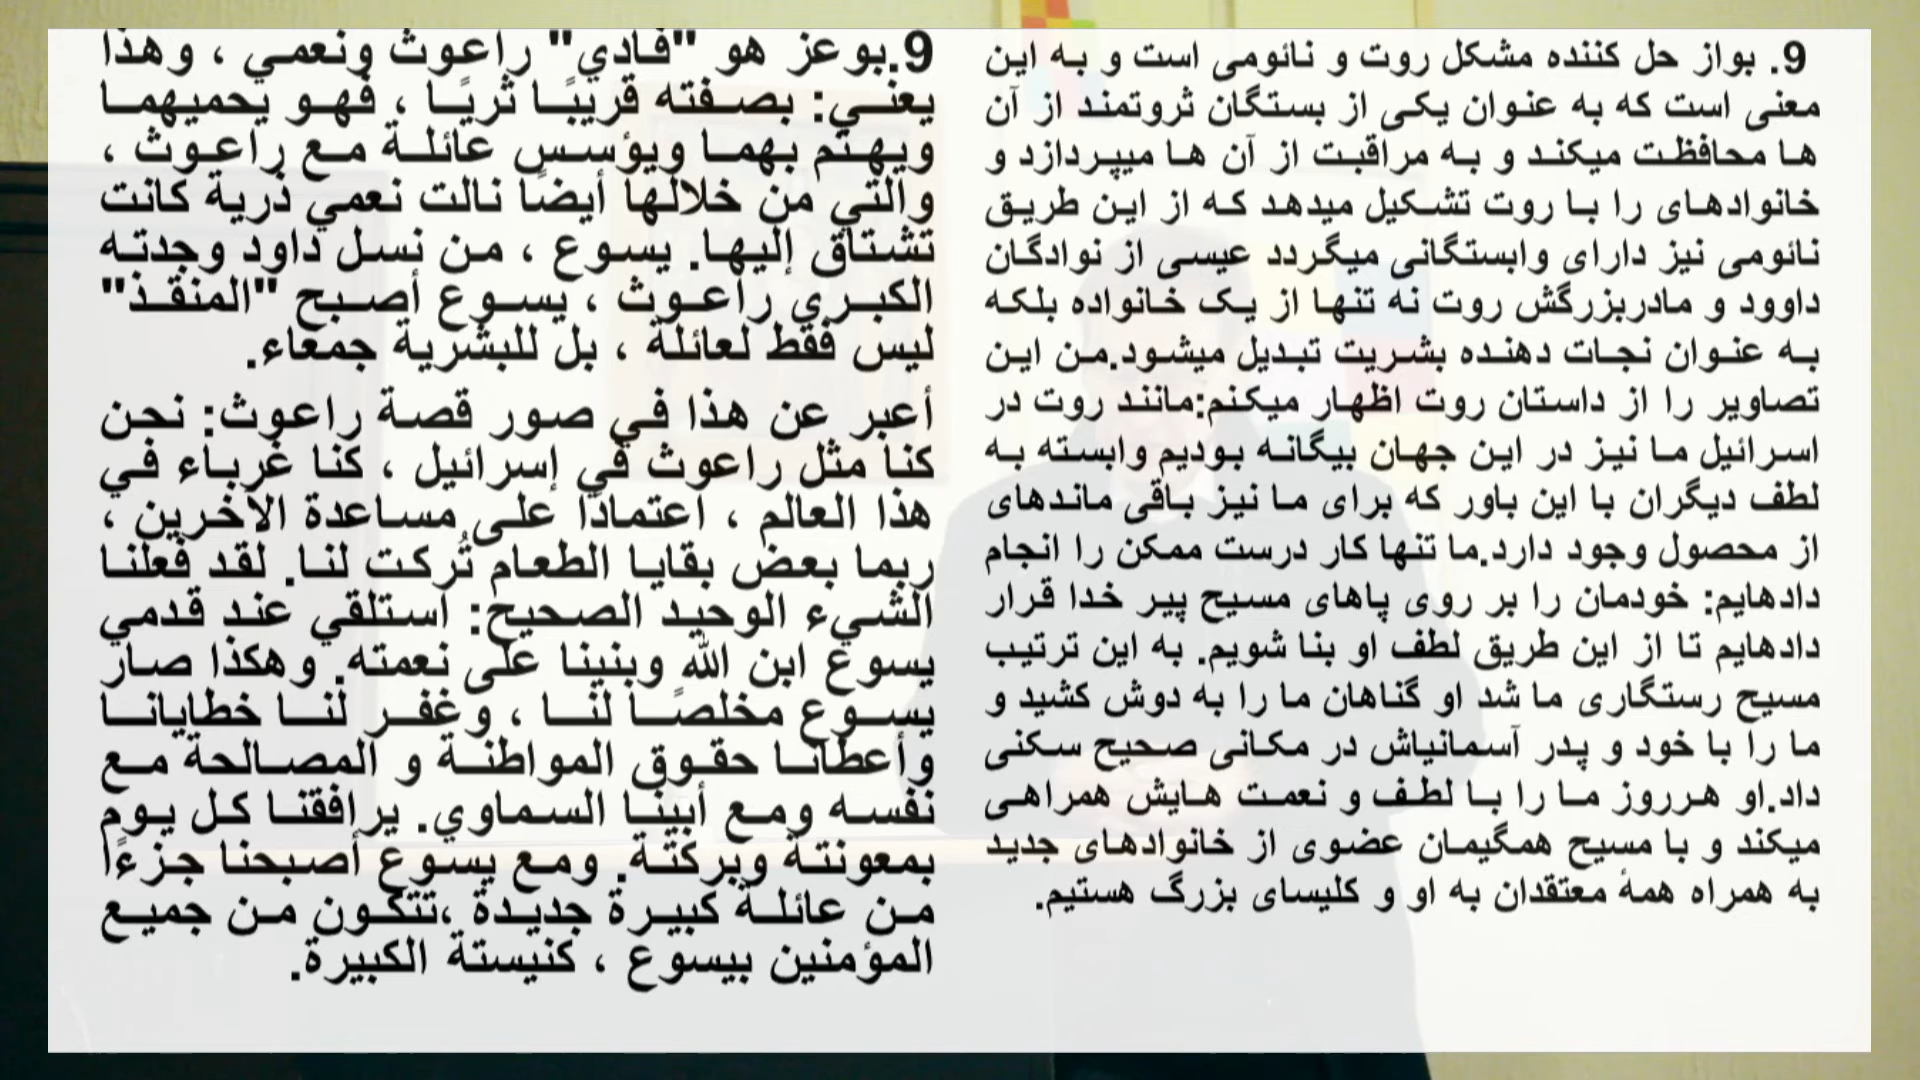 9. بواز حل کننده مشکل روت و نائومی است و به این
معنی است که به عنوان یکی از بستگان ثروتمند از آن
ها محافظت میکند و به مراقبت از آن ها میپردازد و
خانوادهای را با روت تشکیل میدهد که از این طریق
نائومی نیز دارای وابستگانی میگردد عیسی از نوادگان
داوود و مادربزرگش روت نه تنها از یک خانواده بلکه
به عنوان نجات دهنده بشریت تبدیل میشود.من این
تصاویر را از داستان روت اظهار میکنم:مانند روت در
اسرائیل ما نیز در این جهان بیگانه بودیم وابسته به
لطف دیگران با این باور که برای ما نیز باقی ماندهای
از محصول وجود دارد.ما تنها کار درست ممکن را انجام
دادهایم: خودمان را بر روی پاهای مسیح پیر خدا قرار
دادهایم تا از این طریق لطف او بنا شویم. به این ترتیب
مسیح رستگاری ما شد او گناهان ما را به دوش کشید و
ما را با خود و پدر آسمانیاش در مکانی صحیح سکنی
داد.او هرروز ما را با لطف و نعمت هایش همراهی
میکند و با مسیح همگیمان عضوی از خانوادهای جدید
به همراه همهٔ معتقدان به او و کلیسای بزرگ هستیم.
9.بوعز هو "فادي" راعوث ونعمي ، وهذا
يعني: بصفته قريبًا ثريًا ، فهو يحميهما
ويهتم بهما ويؤسس عائلة مع راعوث ،
والتي من خلالها أيضًا نالت نعمي ذرية كانت
تشتاق إليها. يسوع ، من نسل داود وجدته
الكبرى راعوث ، يسوع أصبح "المنقذ"
ليس فقط لعائلة ، بل للبشرية جمعاء.
أعبر عن هذا في صور قصة راعوث: نحن
كنا مثل راعوث في إسرائيل ، كنا غرباء في
هذا العالم ، اعتمادًا على مساعدة الآخرين ،
ربما بعض بقايا الطعام تُركت لنا. لقد فعلنا
الشيء الوحيد الصحيح: استلقي عند قدمي
يسوع ابن الله وبنينا على نعمته. وهكذا صار
يسوع مخلصًا لنا ، وغفر لنا خطايانا
وأعطانا حقوق المواطنة و المصالحة مع
نفسه ومع أبينا السماوي. يرافقنا كل يوم
بمعونتة وبركتة. ومع يسوع أصبحنا جزءًا
من عائلة كبيرة جديدة ،تتكون من جميع
المؤمنين بيسوع ، كنيستة الكبيرة.